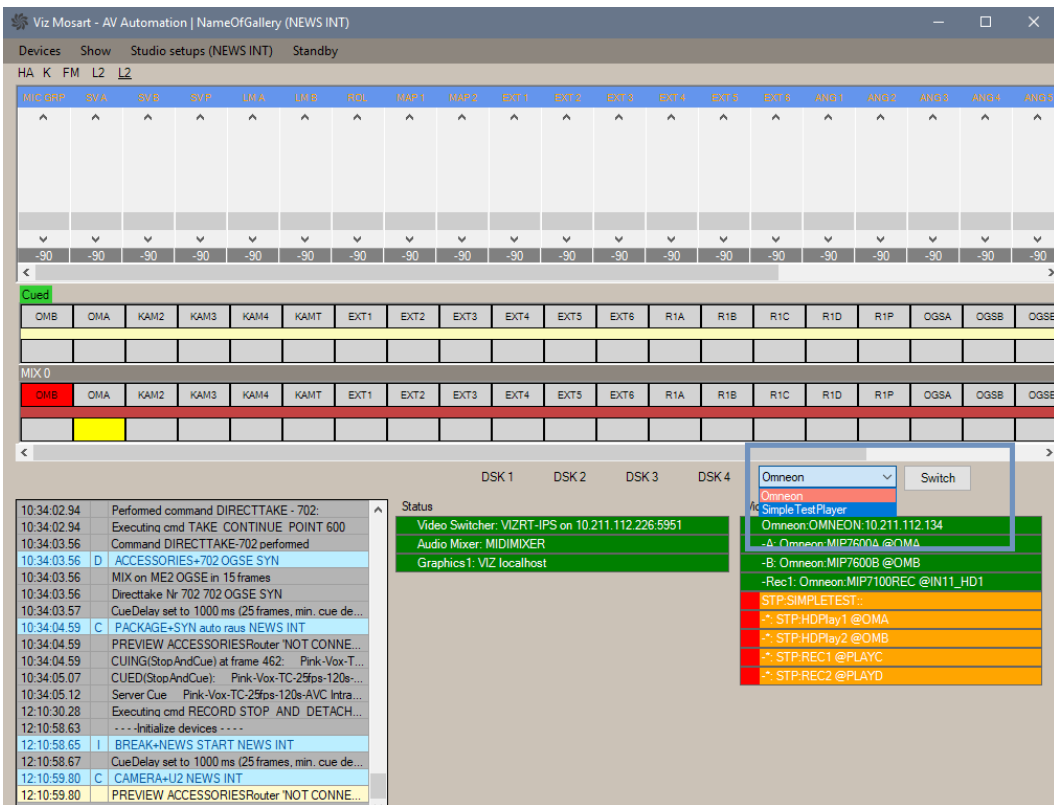 Viz Mosart - AV Automation | NameOfGallery (NEWS INT)
Devices Show Studio setups (NEWS INT) Standby
HA K FM L2 L2
MIC GRP SV A SV B SV P LM A LM B ROL MAP 1 MAP 2 EXT 1 EXT 2 EXT 3 EXT 4 EXT 5 EXT 6 ANG 1 ANG 2 ANG 3 ANG 4 ANG 5
-90 -90 -90 -90 -90 -90 -90 -90 -90 -90 -90 -90 -90 -90 -90 -90 -90 -90 -90 -90
Cued
OMB OMA KAM2 KAM3 KAM4 KAMT EXT1 EXT2 EXT3 EXT4 EXT5 EXT6 R1A R1B R1C R1D R1P OGSA OGSB OGSE
MIX 0
OMB OMA KAM2 KAM3 KAM4 KAMT EXT1 EXT2 EXT3 EXT4 EXT5 EXT6 R1A R1B R1C R1D R1P OGSA OGSB OGSE
DSK 1 DSK 2 DSK 3 DSK 4 Omneon Switch
Omneon
SimpleTestPlayer
10:34:02.94 Performed command DIRECTTAKE - 702:
10:34:02.94 Executing cmd TAKE CONTINUE POINT 600
10:34:03.56 Command DIRECTTAKE-702 performed
10:34:03.56 D ACCESSORIES+702 OGSE SYN
10:34:03.56 MIX on ME2 OGSE in 15 frames
10:34:03.56 Directtake Nr 702 702 OGSE SYN
10:34:03.57 CueDelay set to 1000 ms (25 frames, min. cue de...
10:34:04.59 C PACKAGE+SYN auto raus NEWS INT
10:34:04.59 PREVIEW ACCESSORIESRouter 'NOT CONNE...
10:34:04.59 CUING(StopAndCue) at frame 462: Pink-Vox-T...
10:34:05.07 CUED(StopAndCue): Pink-Vox-TC-25fps-120s-...
10:34:05.12 Server Cue Pink-Vox-TC-25fps-120s-AVC Intra...
12:10:30.28 Executing cmd RECORD STOP AND DETACH...
12:10:58.63 - - - -Initialize devices - - - -
12:10:58.65 I BREAK+NEWS START NEWS INT
12:10:58.67 CueDelay set to 1000 ms (25 frames, min. cue de...
12:10:59.80 C CAMERA+U2 NEWS INT
12:10:59.80 PREVIEW ACCESSORIESRouter 'NOT CONNE...
Status
Video Switcher: VIZRT-IPS on 10.211.112.226:5951
Audio Mixer: MIDIMIXER
Graphics1: VIZ localhost
Omneon:OMNEON:10.211.112.134
-A: Omneon:MIP7600A @OMA
-B: Omneon:MIP7600B @OMB
-Rec1: Omneon:MIP7100REC @IN11_HD1
STP:SIMPLETEST::
-*: STP:HDPlay1 @OMA
-*: STP:HDPlay2 @OMB
-*: STP:REC1 @PLAYC
-*: STP:REC2 @PLAYD